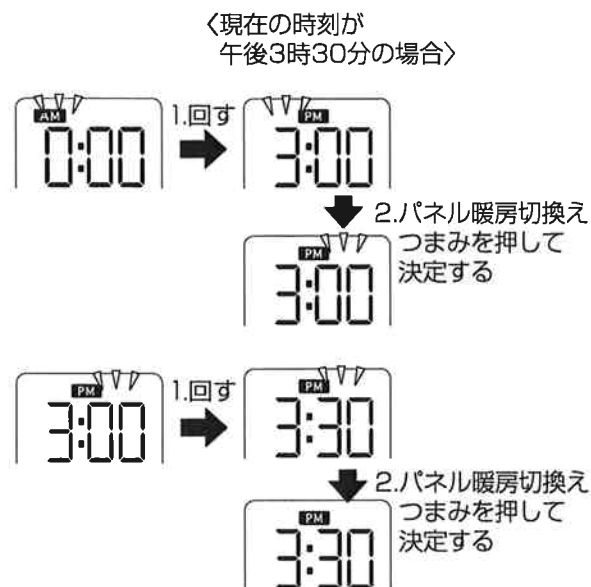 〈現在の時刻が
午後3時30分の場合〉
AM
0:00
1.回す
PM
3:00
2.パネル暖房切換え
つまみを押して
決定する
PM
3:00
PM
3:00
1.回す
PM
3:30
2.パネル暖房切換え
つまみを押して
決定する
PM
3:30